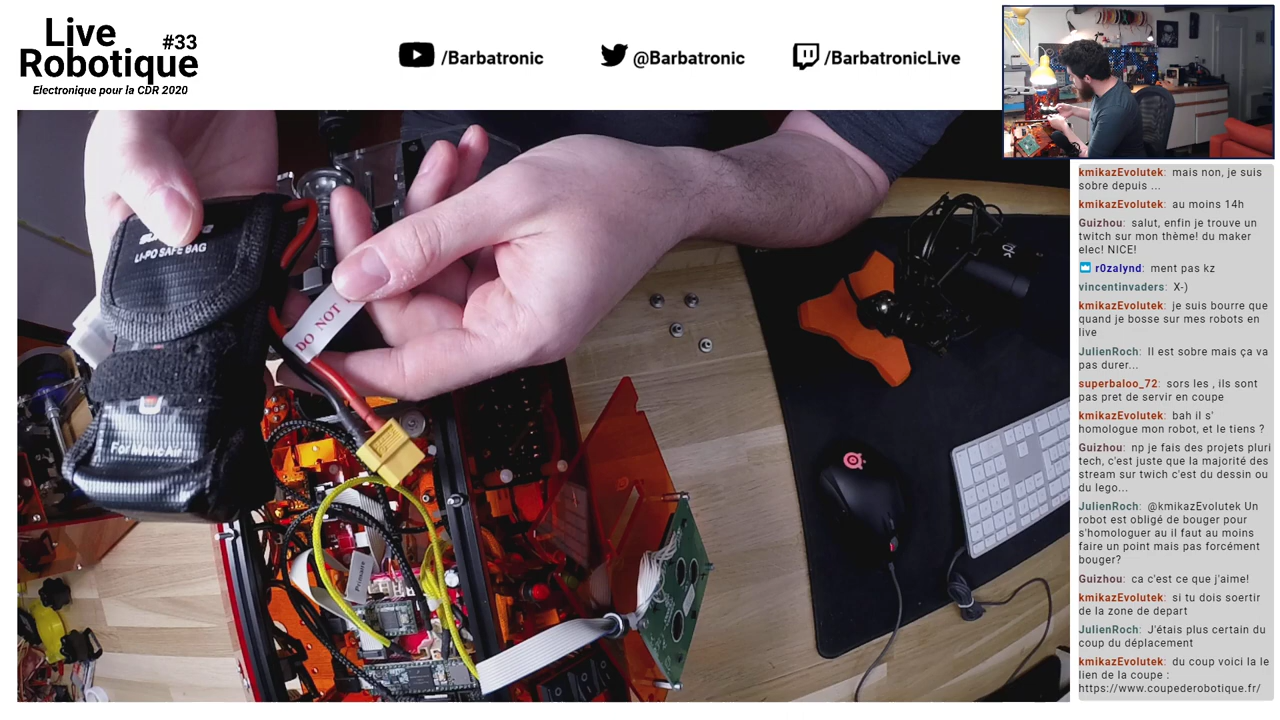 Live
Robotique #33
Electronique pour la CDR 2020
/Barbatronic
@Barbatronic
/BarbatronicLive
LI-PO SAFE BAG
DO NOT
For Mavic Air
Primaire
kmikazEvolutek: mais non, je suis
sobre depuis ...
kmikazEvolutek: au moins 14h
Guizhou: salut, enfin je trouve un
twitch sur mon thème! du maker
elec! NICE!
r0zalynd: ment pas kz
vincentinvaders: X-)
kmikazEvolutek: je suis bourre que
quand je bosse sur mes robots en
live
JulienRoch: Il est sobre mais ça va
pas durer...
superbaloo_72: sors les , ils sont
pas pret de servir en coupe
kmikazEvolutek: bah il s'
homologue mon robot, et le tiens ?
Guizhou: np je fais des projets pluri
tech, c'est juste que la majorité des
stream sur twich c'est du dessin ou
du lego...
JulienRoch: @kmikazEvolutek Un
robot est obligé de bouger pour
s'homologuer au il faut au moins
faire un point mais pas forcément
bouger?
Guizhou: ca c'est ce que j'aime!
kmikazEvolutek: si tu dois soertir
de la zone de depart
JulienRoch: J'étais plus certain du
coup du déplacement
kmikazEvolutek: du coup voici la le
lien de la coupe :
https://www.coupederobotique.fr/